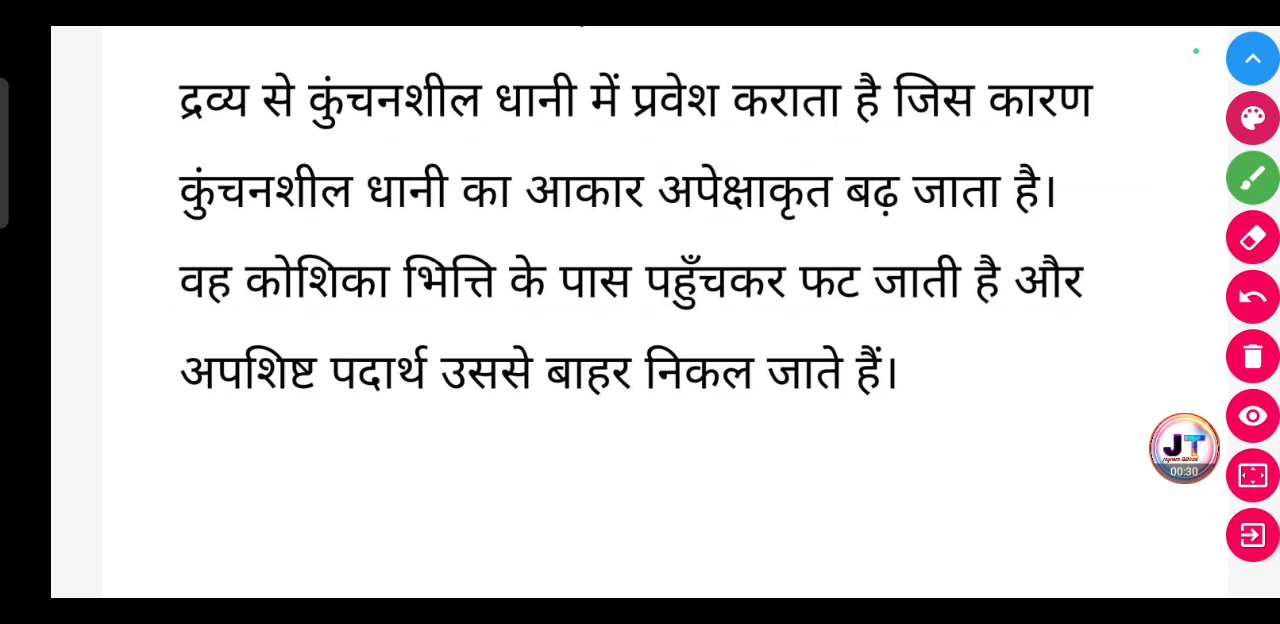 द्रव्य से कुंचनशील धानी में प्रवेश कराता है जिस कारण
कुंचनशील धानी का आकार अपेक्षाकृत बढ़ जाता है।
वह कोशिका भित्ति के पास पहुँचकर फट जाती है और
अपशिष्ट पदार्थ उससे बाहर निकल जाते हैं।
JT
00:30